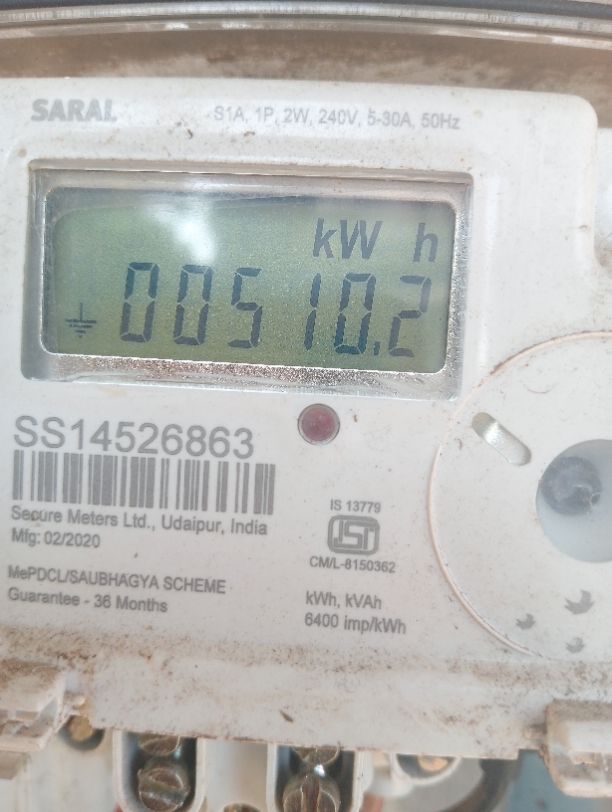 SARAL
S1A, 1P, 2W, 240V, 5-30A, 50Hz
kW h
00510.2
SS14526863
Secure Meters Ltd., Udaipur, India
Mfg: 02/2020
IS 13779
ISI
CM/L-8150362
MePDCL/SAUBHAGYA SCHEME
Guarantee - 36 Months
kWh, kVAh
6400 imp/kWh